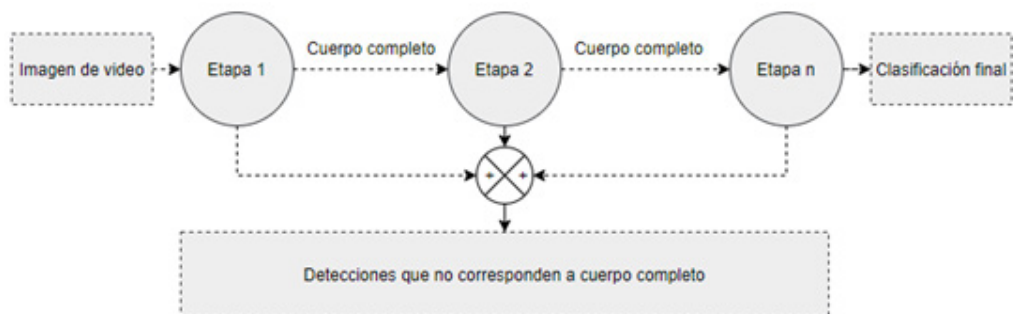 Imagen de video
Etapa 1
Cuerpo completo
Etapa 2
Cuerpo completo
Etapa n
Clasificación final
+ +
Detecciones que no corresponden a cuerpo completo